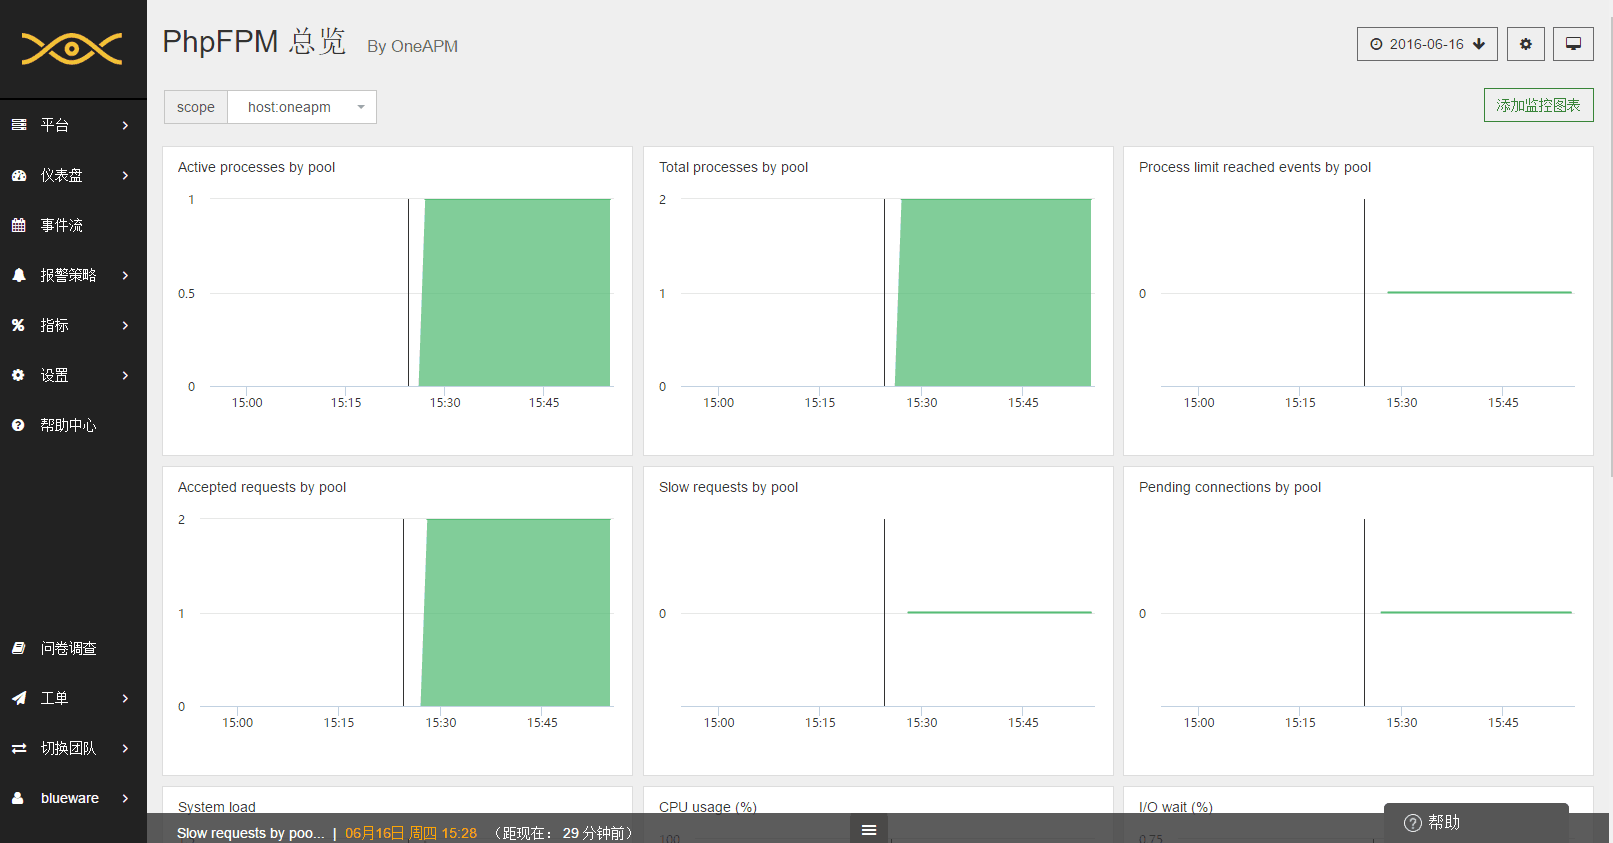 PhpFPM 总览 By OneAPM
2016-06-16
scope host:oneapm
添加监控图表
平台
仪表盘
事件流
报警策略
指标
设置
帮助中心
问卷调查
工单
切换团队
blueware
Active processes by pool
1
0.5
0
15:00 15:15 15:30 15:45
Total processes by pool
2
1
0
15:00 15:15 15:30 15:45
Process limit reached events by pool
0
15:00 15:15 15:30 15:45
Accepted requests by pool
2
1
0
15:00 15:15 15:30 15:45
Slow requests by pool
0
15:00 15:15 15:30 15:45
Pending connections by pool
0
15:00 15:15 15:30 15:45
System load
CPU usage (%)
100
I/O wait (%)
0.75
Slow requests by poo... | 06月16日 周四 15:28 （距现在： 29 分钟前）
帮助